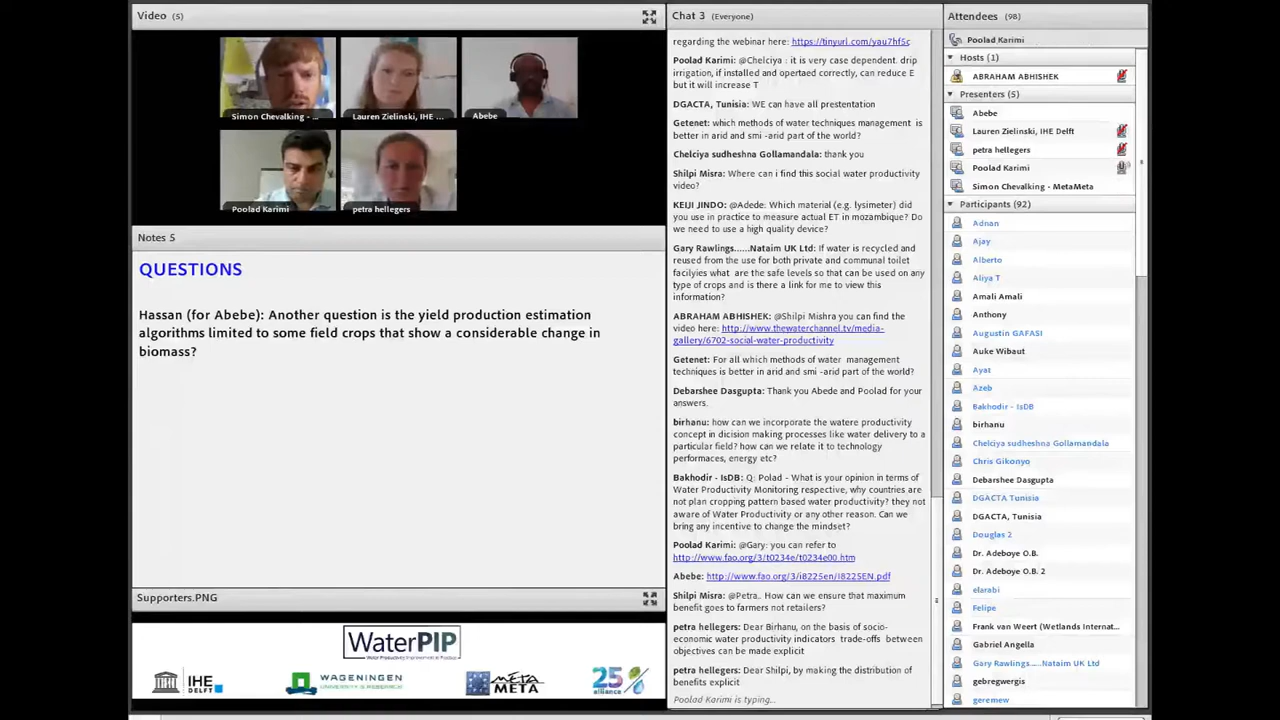 Video (5)
Simon Chevalking - ...
Lauren Zielinski, IHE ...
Abebe
Poolad Karimi
petra hellegers
Notes 5
QUESTIONS
Hassan (for Abebe): Another question is the yield production estimation
algorithms limited to some field crops that show a considerable change in
biomass?
Supporters.PNG
WaterPIP
Water Productivity Improvement in Practice
IHE
DELFT
WAGENINGEN
UNIVERSITY & RESEARCH
META
META
25
alliance
Chat 3 (Everyone)
regarding the webinar here: https://tinyurl.com/yau7hf5c
Poolad Karimi: @Chelciya : it is very case dependent. drip
irrigation, if installed and opertaed correctly, can reduce E
but it will increase T
DGACTA, Tunisia: WE can have all prestentation
Getenet: which methods of water techniques management is
better in arid and smi -arid part of the world?
Chelciya sudheshna Gollamandala: thank you
Shilpi Misra: Where can i find this social water productivity
video?
KEIJI JINDO: @Adede: Which material (e.g. lysimeter) did
you use in practice to measure actual ET in mozambique? Do
we need to use a high quality device?
Gary Rawlings......Nataim UK Ltd: If water is recycled and
reused from the use for both private and communal toilet
facilyies what are the safe levels so that can be used on any
type of crops and is there a link for me to view this
information?
ABRAHAM ABHISHEK: @Shilpi Mishra you can find the
video here: http://www.thewaterchannel.tv/media-
gallery/6702-social-water-productivity
Getenet: For all which methods of water management
techniques is better in arid and smi -arid part of the world?
Debarshee Dasgupta: Thank you Abede and Poolad for your
answers.
birhanu: how can we incorporate the watere productivity
concept in dicision making processes like water delivery to a
particular field? how can we relate it to technology
performaces, energy etc?
Bakhodir - IsDB: Q: Polad - What is your opinion in terms of
Water Productivity Monitoring respective, why countries are
not plan cropping pattern based water productivity? they not
aware of Water Productivity or any other reason. Can we
bring any incentive to change the mindset?
Poolad Karimi: @Gary: you can refer to
http://www.fao.org/3/t0234e/t0234e00.htm
Abebe: http://www.fao.org/3/i8225en/I8225EN.pdf
Shilpi Misra: @Petra.. How can we ensure that maximum
benefit goes to farmers not retailers?
petra hellegers: Dear Birhanu, on the basis of socio-
economic water productivity indicators trade-offs between
objectives can be made explicit
petra hellegers: Dear Shilpi, by making the distribution of
benefits explicit
Poolad Karimi is typing...
Attendees (98)
Poolad Karimi
Hosts (1)
ABRAHAM ABHISHEK
Presenters (5)
Abebe
Lauren Zielinski, IHE Delft
petra hellegers
Poolad Karimi
Simon Chevalking - MetaMeta
Participants (92)
Adnan
Ajay
Alberto
Aliya T
Amali Amali
Anthony
Augustin GAFASI
Auke Wibaut
Ayat
Azeb
Bakhodir - IsDB
birhanu
Chelciya sudheshna Gollamandala
Chris Gikonyo
Debarshee Dasgupta
DGACTA Tunisia
DGACTA, Tunisia
Douglas 2
Dr. Adeboye O.B.
Dr. Adeboye O.B. 2
elarabi
Felipe
Frank van Weert (Wetlands Internat...
Gabriel Angella
Gary Rawlings......Nataim UK Ltd
gebregwergis
geremew